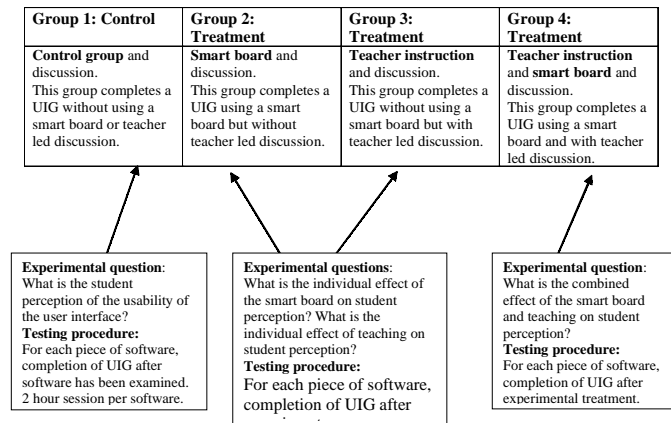 Group 1: Control
Group 2:
Treatment
Group 3:
Treatment
Group 4:
Treatment
Control group and
discussion.
This group completes a
UIG without using a
smart board or teacher
led discussion.
Smart board and
discussion.
This group completes a
UIG using a smart
board but without
teacher led discussion.
Teacher instruction
and discussion.
This group completes a
UIG without using a
smart board but with
teacher led discussion.
Teacher instruction
and smart board and
discussion.
This group completes a
UIG using a smart
board and with teacher
led discussion.
Experimental question:
What is the student
perception of the usability of
the user interface?
Testing procedure:
For each piece of software,
completion of UIG after
software has been examined.
2 hour session per software.
Experimental questions:
What is the individual effect of
the smart board on student
perception? What is the
individual effect of teaching on
student perception?
Testing procedure:
For each piece of software,
completion of UIG after
Experimental question:
What is the combined
effect of the smart board
and teaching on student
perception?
Testing procedure:
For each piece of software,
completion of UIG after
experimental treatment.